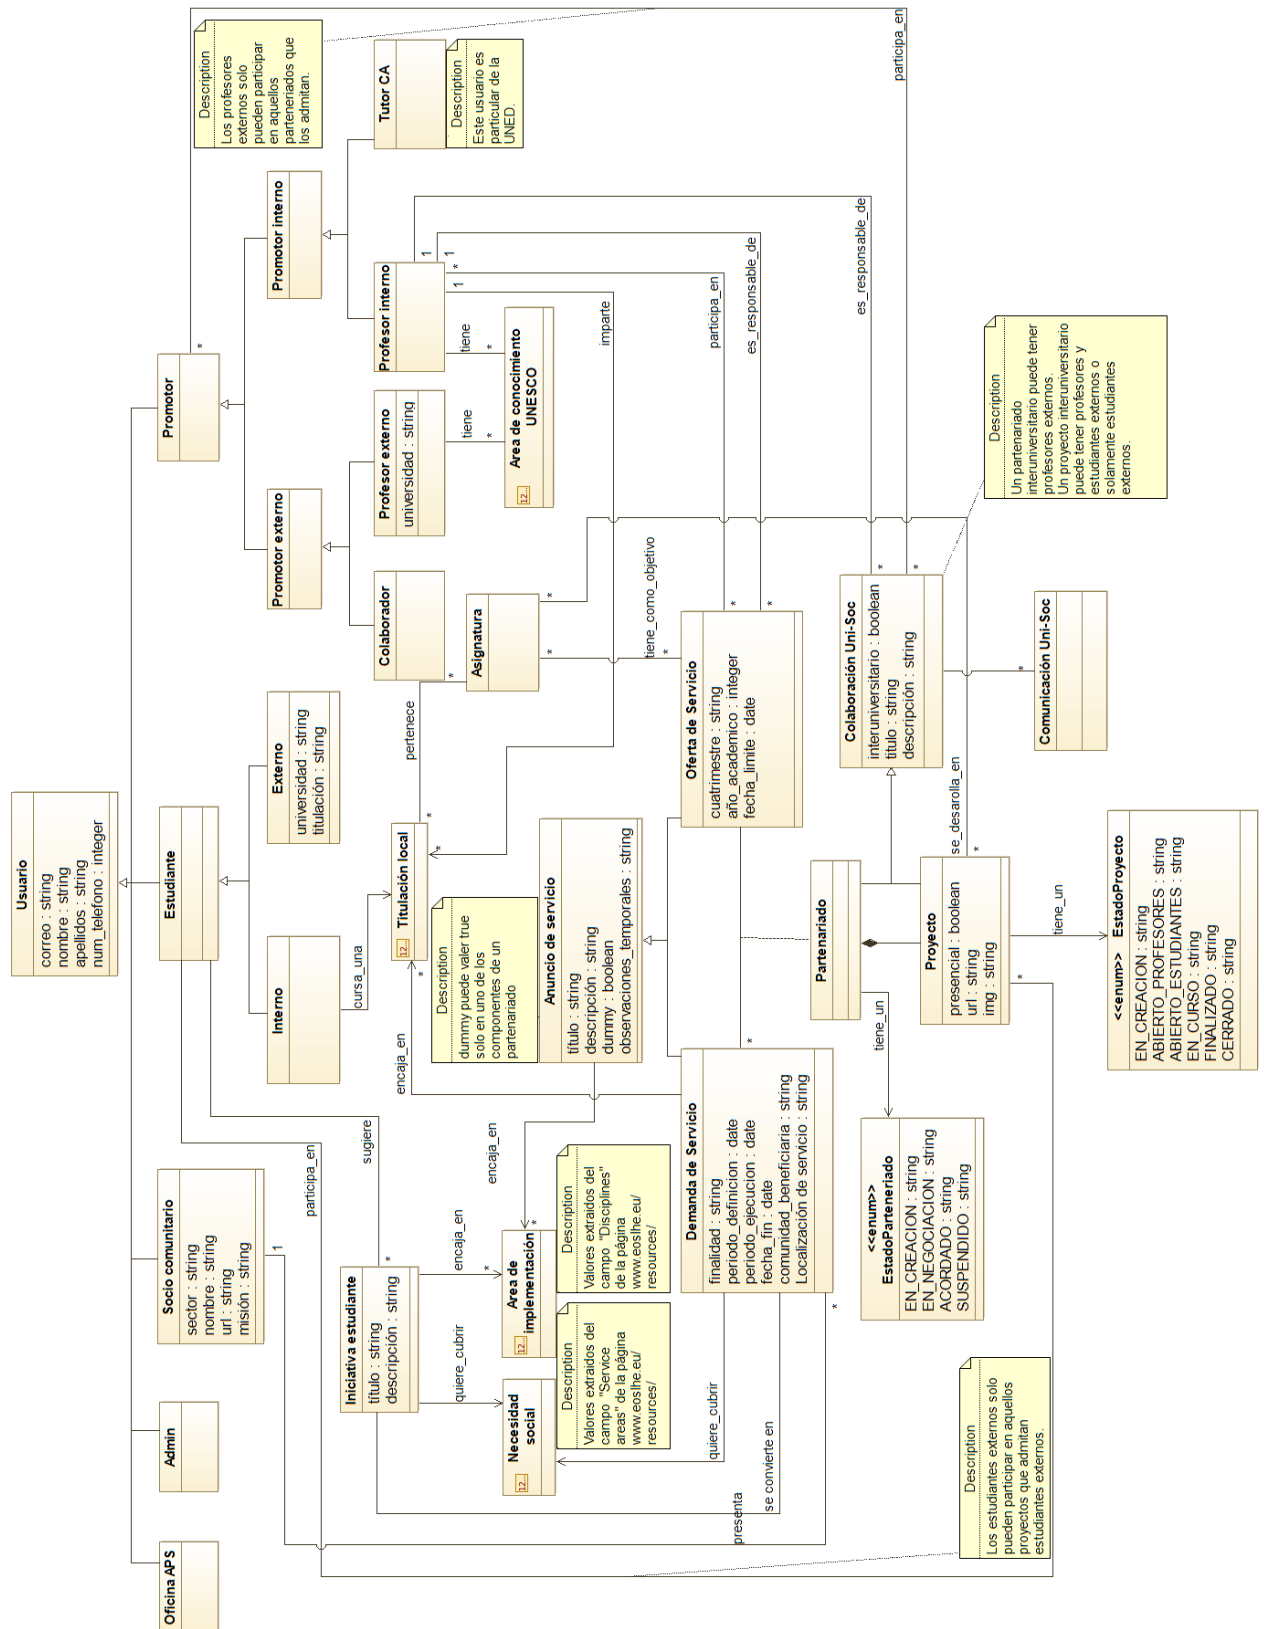 Usuario
correo : string
nombre : string
apellidos : string
num_telefono : integer
Oficina APS
Admin
Socio comunitario
sector : string
nombre : string
url : string
misión : string
Estudiante
Promotor
*
Description
Los profesores
externos solo
pueden participar
en aquellos
parteneriados que
los admitan.
Interno
Externo
universidad : string
titulación : string
Promotor externo
Promotor interno
Colaborador
Profesor externo
universidad : string
Profesor interno
Tutor CA
Description
Este usuario es
particular de la
UNED.
1
participa_en
sugiere
cursa_una
tiene
*
tiene
*
1
*
1
1
Iniciativa estudiante
título : string
descripción : string
*
encaja_en
Titulación local
*
*
*
pertenece
*
Asignatura
*
*
Area de conocimiento
UNESCO
Description
dummy puede valer true
solo en uno de los
componentes de un
partenariado
quiere_cubrir
encaja_en
*
encaja_en
*
Necesidad
social
Area de
implementación
Description
Valores extraidos del
campo "Service
areas" de la página
www.eoslhe.eu/
resources/
Description
Valores extraidos del
campo "Disciplines"
de la página
www.eoslhe.eu/
resources/
Anuncio de servicio
título : string
descripción : string
dummy : boolean
observaciones_temporales : string
imparte
tiene_como_objetivo
*
quiere_cubrir
se convierte en
presenta
*
Demanda de Servicio
finalidad : string
periodo_definicion : date
periodo_ejecucion : date
fecha_fin : date
comunidad_beneficiaria : string
Localización de servicio : string
*
Oferta de Servicio
cuatrimestre : string
año_academico : integer
fecha_limite : date
*
*
participa_en
es_responsable_de
es_responsable_de
participa_en
Partenariado
tiene_un
Colaboración Uni-Soc
interuniversitario : boolean
titulo : string
descripción : string
*
*
<<enum>>
EstadoParteneriado
EN_CREACION : string
EN_NEGOCIACION : string
ACORDADO : string
SUSPENDIDO : string
Proyecto
presencial : boolean
url : string
img : string
*
*
se_desarolla_en
Description
Un partenariado
interuniversitario puede tener
profesores externos.
Un proyecto interuniversitario
puede tener profesores y
estudiantes externos o
solamente estudiantes
externos.
Description
Los estudiantes externos solo
pueden participar en aquellos
proyectos que admitan
estudiantes externos.
tiene_un
*
Comunicación Uni-Soc
<<enum>> EstadoProyecto
EN_CREACION : string
ABIERTO_PROFESORES : string
ABIERTO_ESTUDIANTES : string
EN_CURSO : string
FINALIZADO : string
CERRADO : string